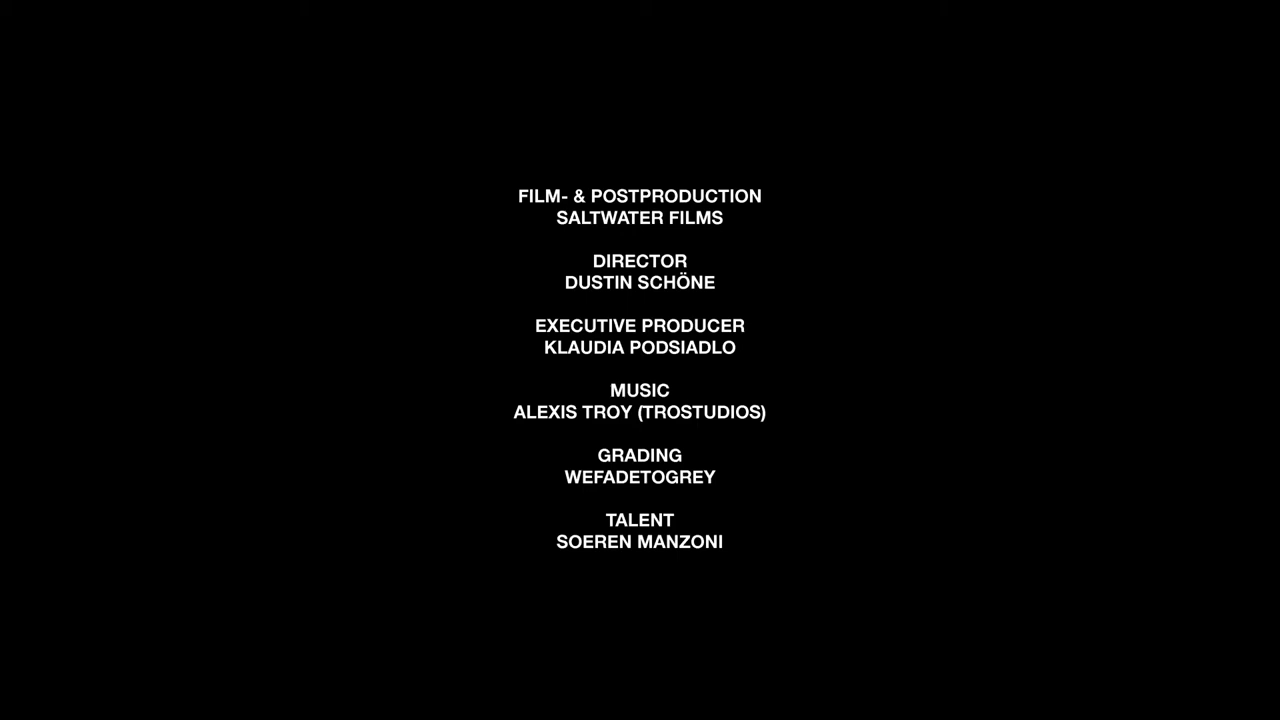 FILM- & POSTPRODUCTION
SALTWATER FILMS
DIRECTOR
DUSTIN SCHÖNE
EXECUTIVE PRODUCER
KLAUDIA PODSIADLO
MUSIC
ALEXIS TROY (TROSTUDIOS)
GRADING
WEFADETOGREY
TALENT
SOEREN MANZONI